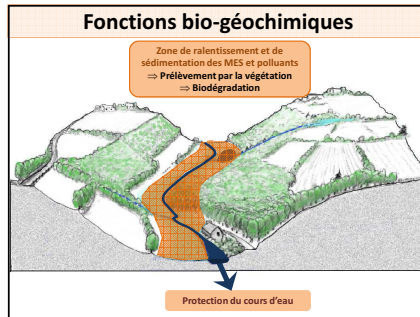 Fonctions bio-géochimiques
Zone de ralentissement et de
sédimentation des MES et polluants
⇒ Prélèvement par la végétation
⇒ Biodégradation
Protection du cours d'eau